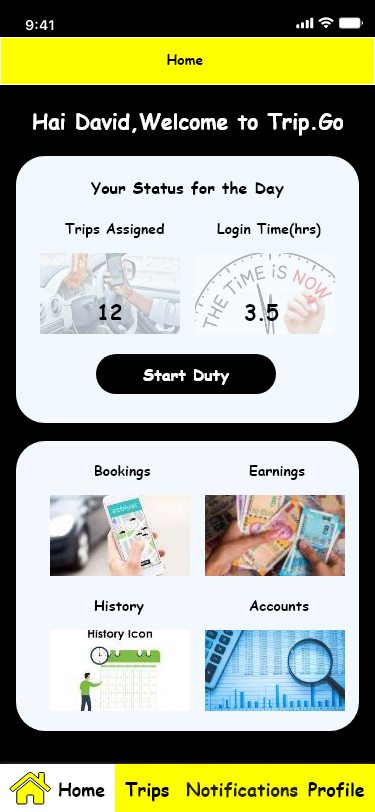 9:41
Home
Hai David,Welcome to Trip.Go
Your Status for the Day
Trips Assigned
Login Time(hrs)
12
THE TIME iS NOW
3.5
Start Duty
Bookings
Earnings
History
Accounts
History Icon
Home Trips Notifications Profile